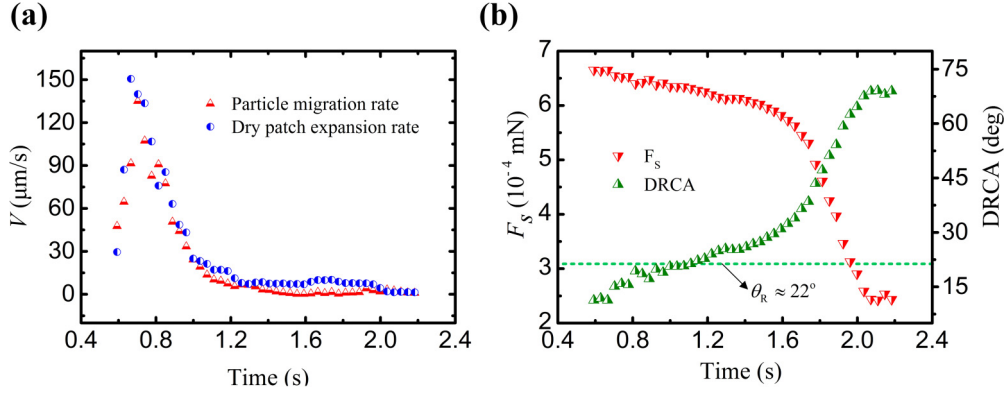 (a)
150
120
90
60
30
0
V (μm/s)
Particle migration rate
Dry patch expansion rate
0.4 0.8 1.2 1.6 2.0 2.4
Time (s)
(b)
7
6
5
4
3
2
F_s (10⁻⁴ mN)
F_S
DRCA
θ_R ≈ 22°
75
60
45
30
15
DRCA (deg)
0.4 0.8 1.2 1.6 2.0 2.4
Time (s)